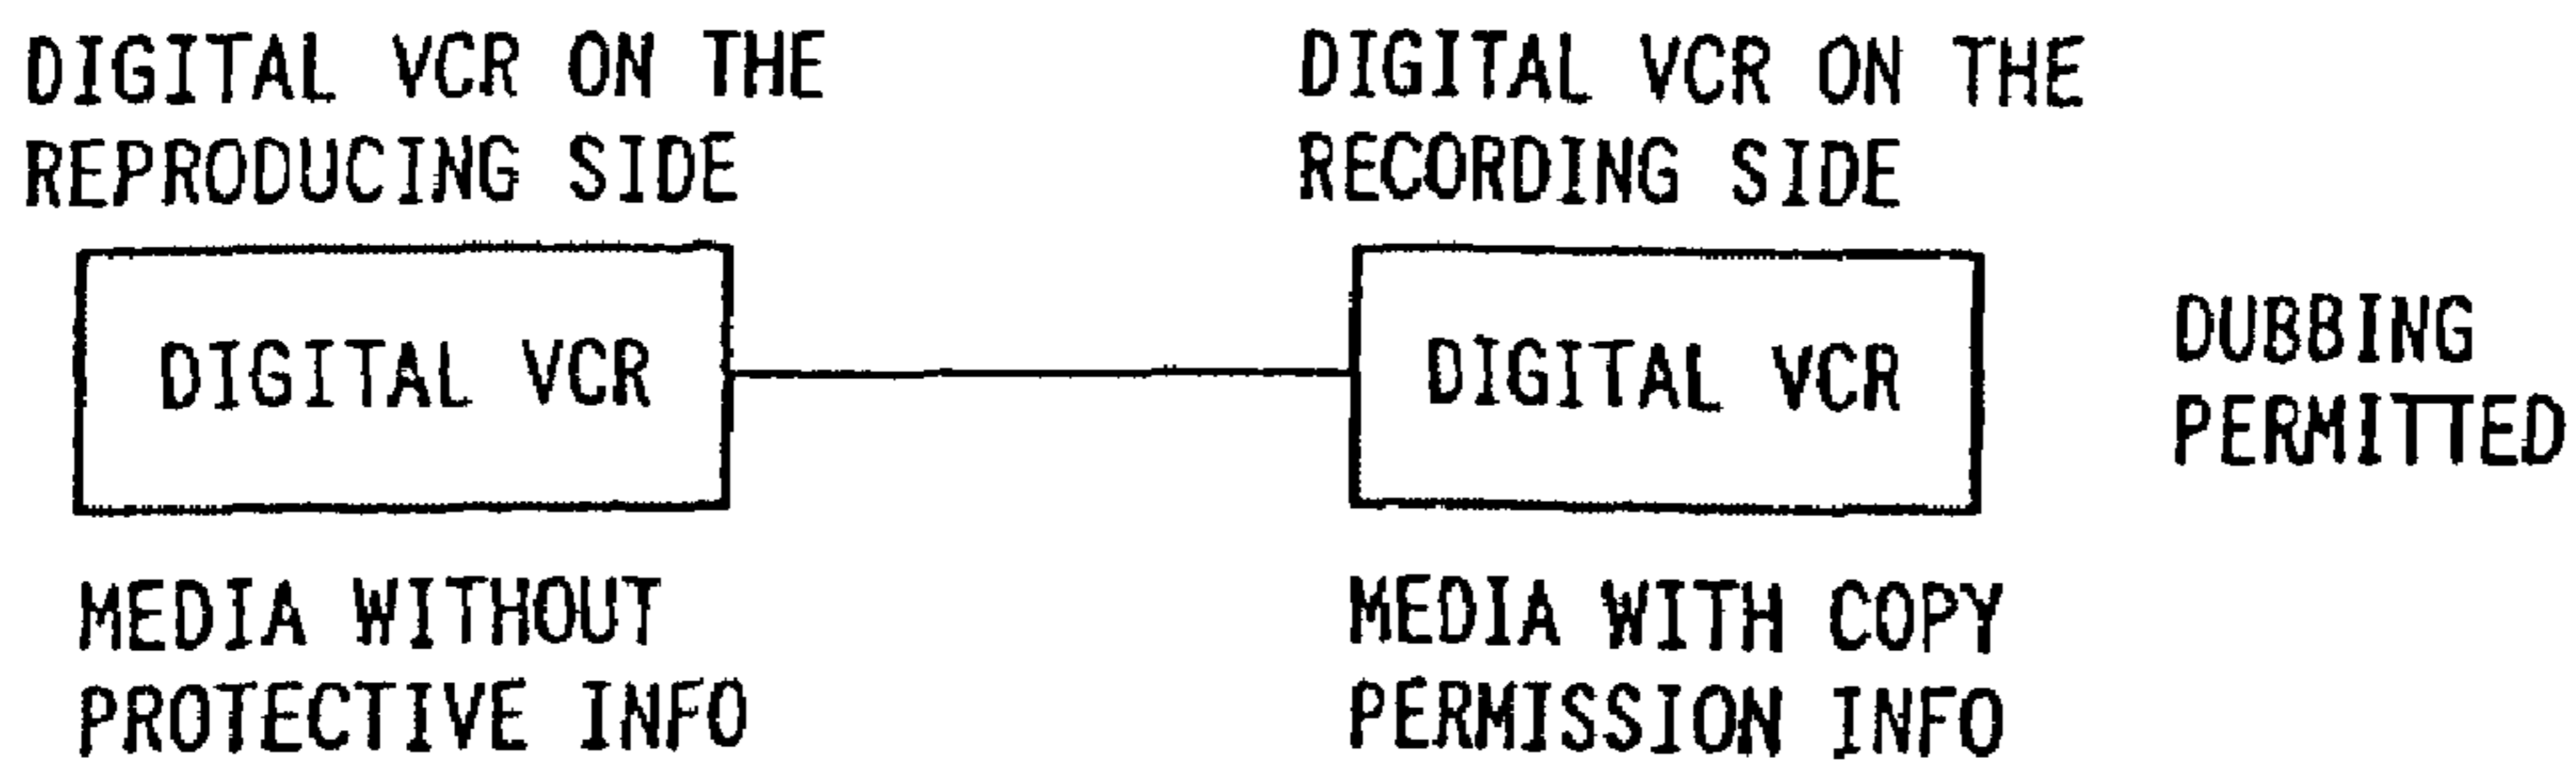 DIGITAL VCR ON THE
REPRODUCING SIDE
DIGITAL VCR ON THE
RECORDING SIDE
DIGITAL VCR
DIGITAL VCR
DUBBING
PERMITTED
MEDIA WITHOUT
PROTECTIVE INFO
MEDIA WITH COPY
PERMISSION INFO